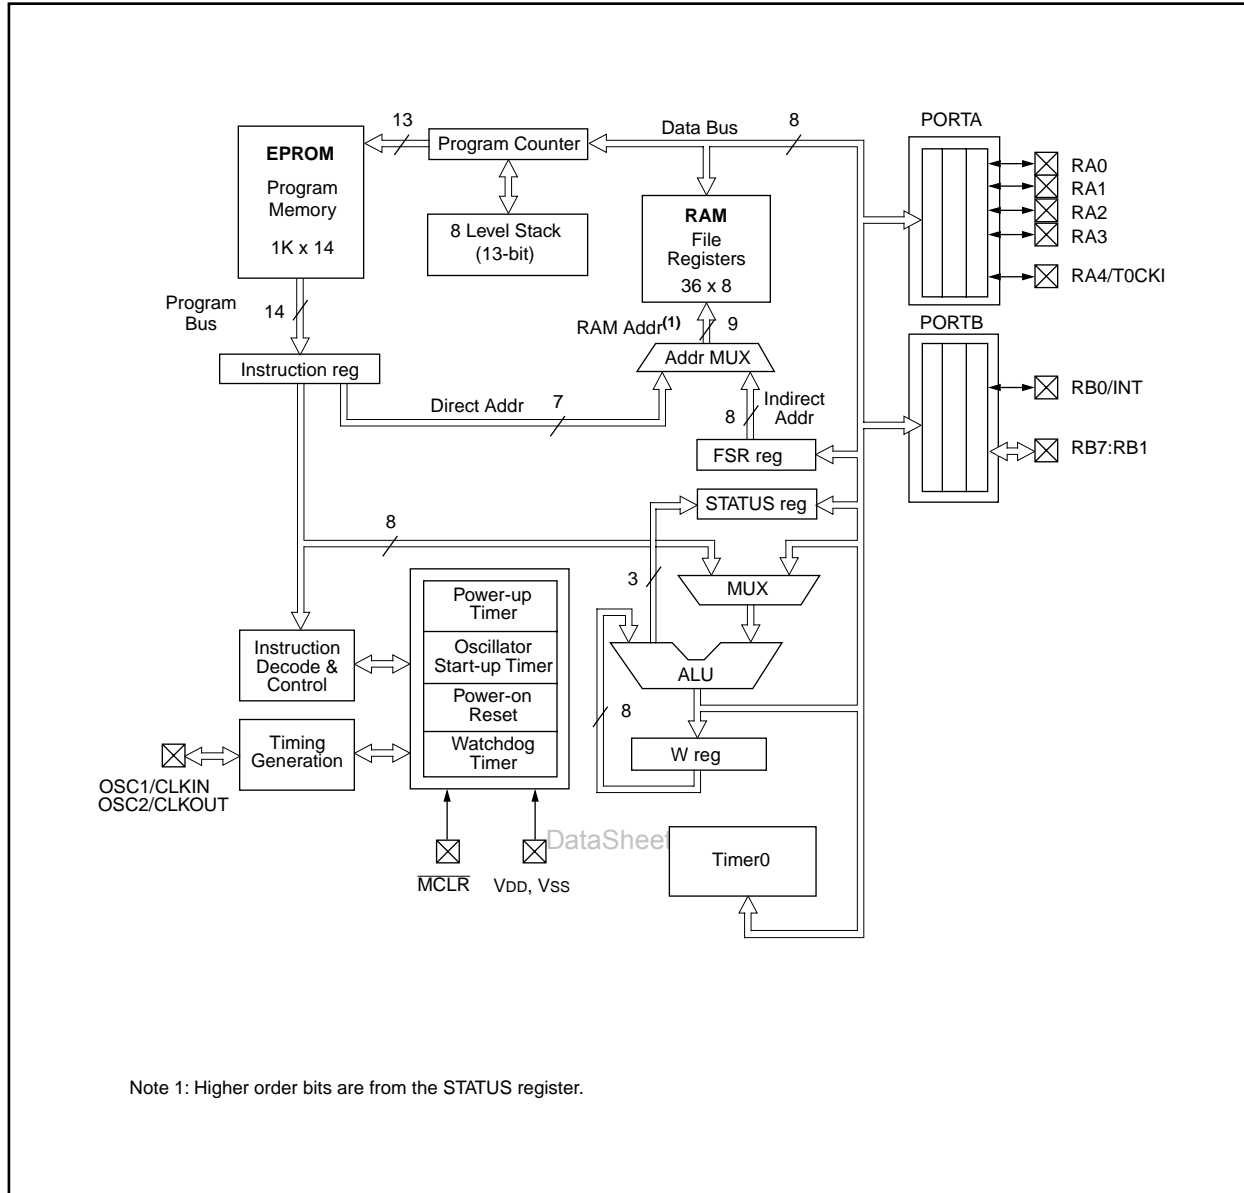 13
Data Bus
8
PORTA
EPROM
Program
Memory
1K x 14
Program Counter
8 Level Stack
(13-bit)
RAM
File
Registers
36 x 8
RA0
RA1
RA2
RA3
RA4/T0CKI
PORTB
Program
Bus
14
RAM Addr(1)
9
Addr MUX
Instruction reg
Direct Addr
7
8
Indirect
Addr
RB0/INT
RB7:RB1
FSR reg
STATUS reg
8
3
MUX
Power-up
Timer
Oscillator
Start-up Timer
Power-on
Reset
Watchdog
Timer
Instruction
Decode &
Control
ALU
8
W reg
Timing
Generation
OSC1/CLKIN
OSC2/CLKOUT
DataSheet
MCLR
VDD, VSS
Timer0
Note 1: Higher order bits are from the STATUS register.